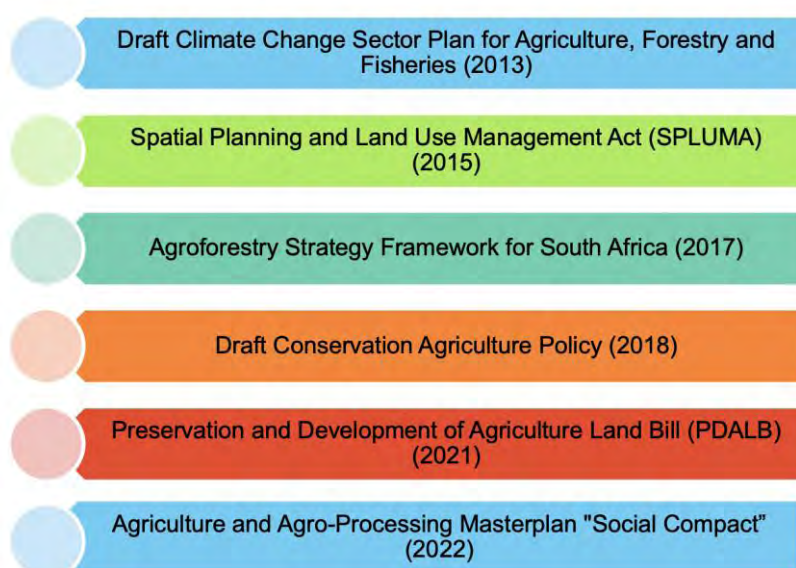 Draft Climate Change Sector Plan for Agriculture, Forestry and
Fisheries (2013)
Spatial Planning and Land Use Management Act (SPLUMA)
(2015)
Agroforestry Strategy Framework for South Africa (2017)
Draft Conservation Agriculture Policy (2018)
Preservation and Development of Agriculture Land Bill (PDALB)
(2021)
Agriculture and Agro-Processing Masterplan "Social Compact”
(2022)